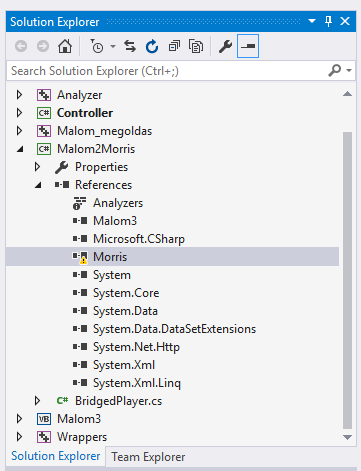 Solution Explorer
Search Solution Explorer (Ctrl+;)
Analyzer
C# Controller
Malom_megoldas
C# Malom2Morris
Properties
References
Analyzers
Malom3
Microsoft.CSharp
Morris
System
System.Core
System.Data
System.Data.DataSetExtensions
System.Net.Http
System.Xml
System.Xml.Linq
C# BridgedPlayer.cs
VB Malom3
Wrappers
Solution Explorer Team Explorer